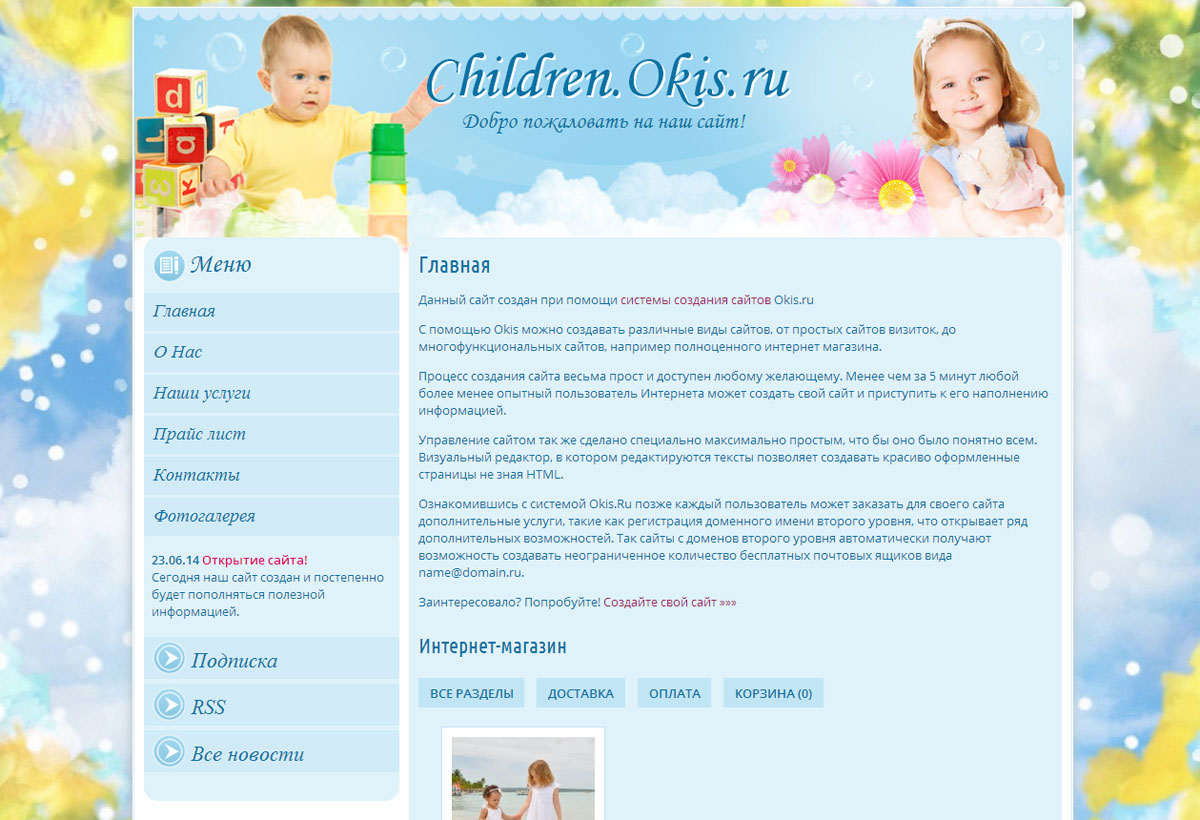 Children.Okis.ru
Добро пожаловать на наш сайт!
Меню
Главная
О Нас
Наши услуги
Прайс лист
Контакты
Фотогалерея
23.06.14 Открытие сайта!
Сегодня наш сайт создан и постепенно
будет пополняться полезной
информацией.
Подписка
RSS
Все новости
Главная
Данный сайт создан при помощи системы создания сайтов Okis.ru
С помощью Okis можно создавать различные виды сайтов, от простых сайтов визиток, до
многофункциональных сайтов, например полноценного интернет магазина.
Процесс создания сайта весьма прост и доступен любому желающему. Менее чем за 5 минут любой
более менее опытный пользователь Интернета может создать свой сайт и приступить к его наполнению
информацией.
Управление сайтом так же сделано специально максимально простым, что бы оно было понятно всем.
Визуальный редактор, в котором редактируются тексты позволяет создавать красиво оформленные
страницы не зная HTML.
Ознакомившись с системой Okis.Ru позже каждый пользователь может заказать для своего сайта
дополнительные услуги, такие как регистрация доменного имени второго уровня, что открывает ряд
дополнительных возможностей. Так сайты с доменов второго уровня автоматически получают
возможность создавать неограниченное количество бесплатных почтовых ящиков вида
name@domain.ru.
Заинтересовало? Попробуйте! Создайте свой сайт »»»
Интернет-магазин
ВСЕ РАЗДЕЛЫ ДОСТАВКА ОПЛАТА КОРЗИНА (0)